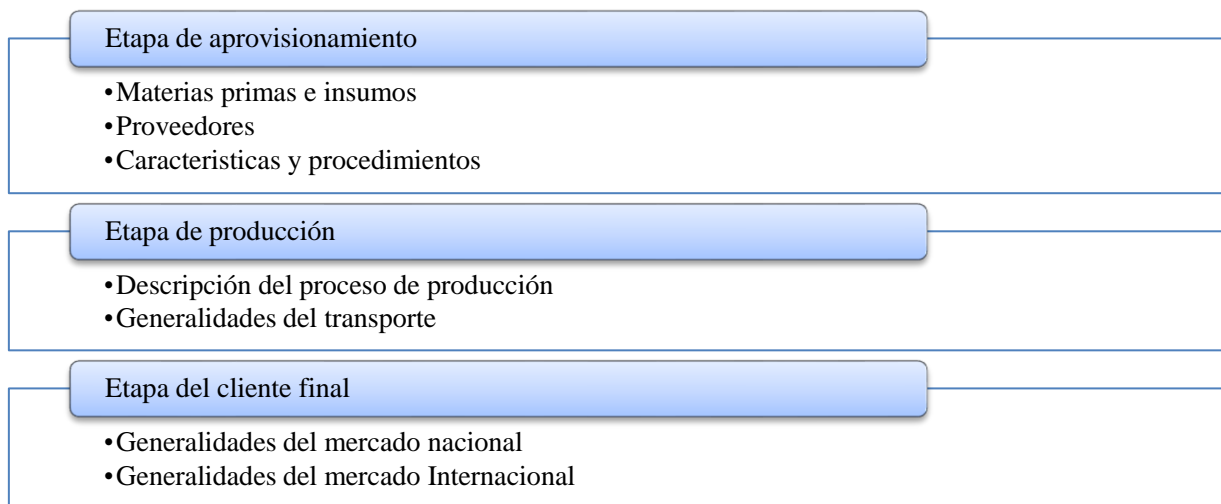 Etapa de aprovisionamiento
•Materias primas e insumos
•Proveedores
•Caracteristicas y procedimientos
Etapa de producción
•Descripción del proceso de producción
•Generalidades del transporte
Etapa del cliente final
•Generalidades del mercado nacional
•Generalidades del mercado Internacional